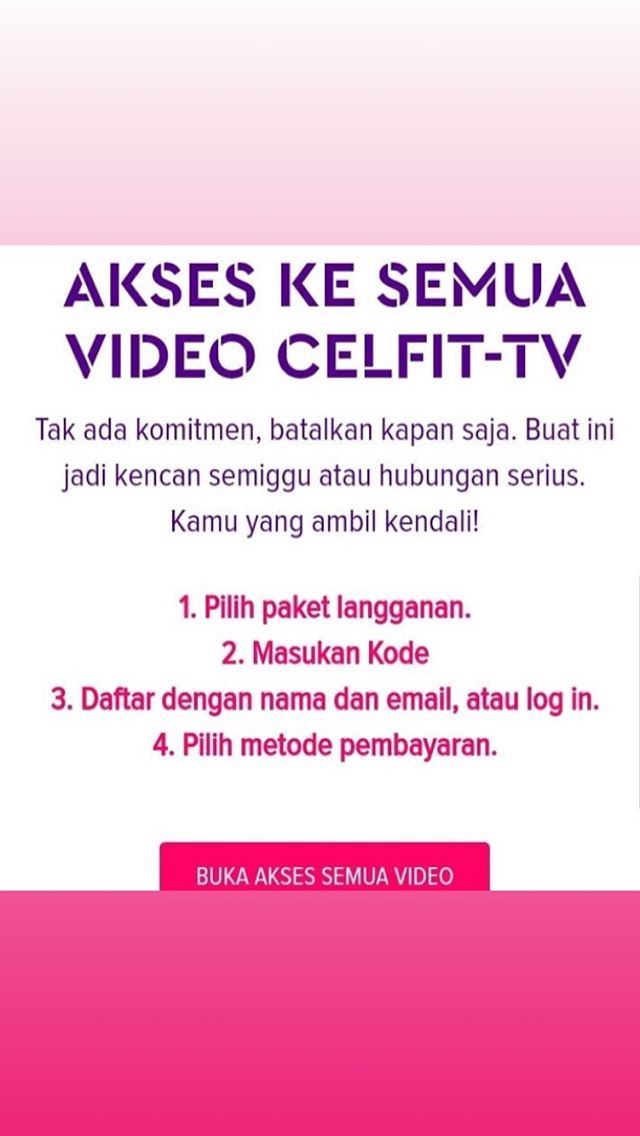 AKSES KE SEMUA
VIDEO CELFIT-TV
Tak ada komitmen, batalkan kapan saja. Buat ini
jadi kencan semiggu atau hubungan serius.
Kamu yang ambil kendali!
1. Pilih paket langganan.
2. Masukan Kode
3. Daftar dengan nama dan email, atau log in.
4. Pilih metode pembayaran.
BUKA AKSES SEMUA VIDEO